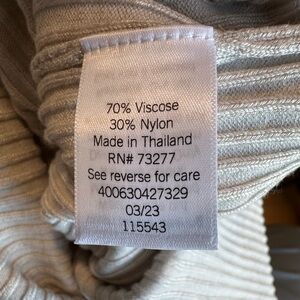 70% Viscose
30% Nylon
Made in Thailand
RN# 73277
See reverse for care
400630427329
03/23
115543